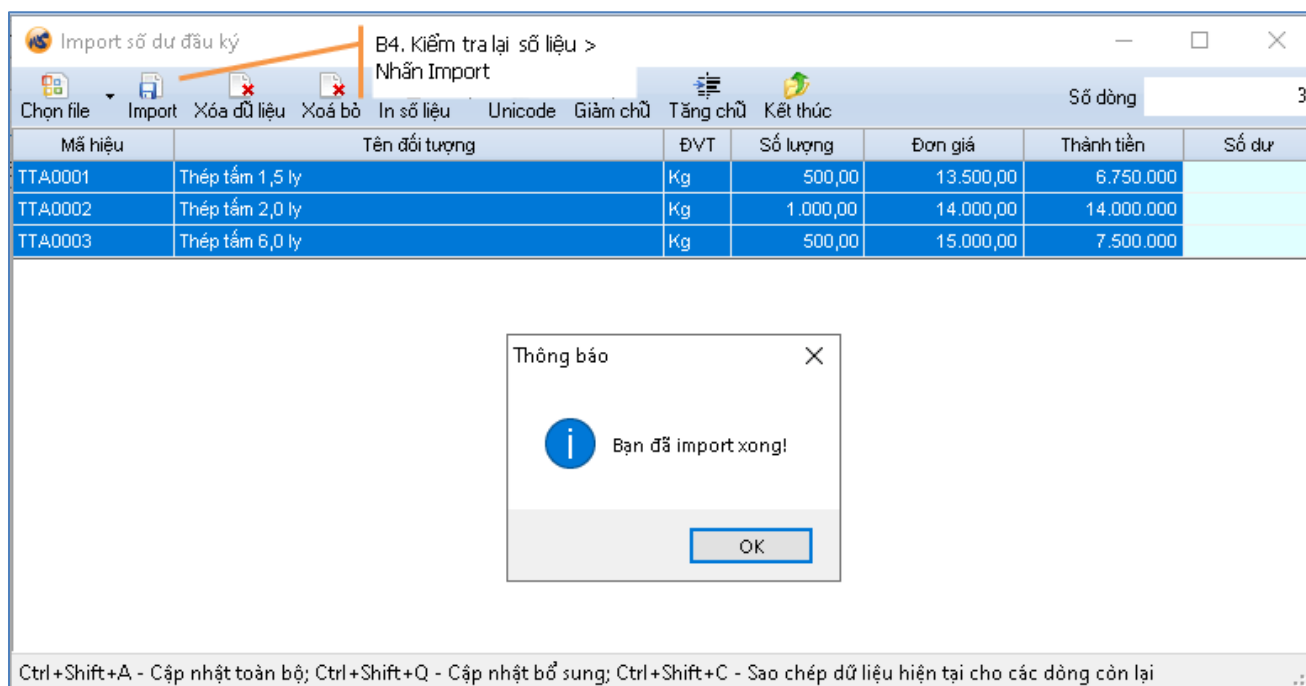 Import số dư đầu kỳ
B4. Kiểm tra lại số liệu >
Nhấn Import
Chọn file Import Xóa dữ liệu Xoá bỏ In số liệu Unicode Giảm chữ Tăng chữ Kết thúc Số dòng 3
Mã hiệu Tên đối tượng ĐVT Số lượng Đơn giá Thành tiền Số dư
TTA0001 Thép tấm 1,5 ly Kg 500,00 13.500,00 6.750.000
TTA0002 Thép tấm 2,0 ly Kg 1.000,00 14.000,00 14.000.000
TTA0003 Thép tấm 6,0 ly Kg 500,00 15.000,00 7.500.000
Thông báo
Bạn đã import xong!
OK
Ctrl+Shift+A - Cập nhật toàn bộ; Ctrl+Shift+Q - Cập nhật bổ sung; Ctrl+Shift+C - Sao chép dữ liệu hiện tại cho các dòng còn lại